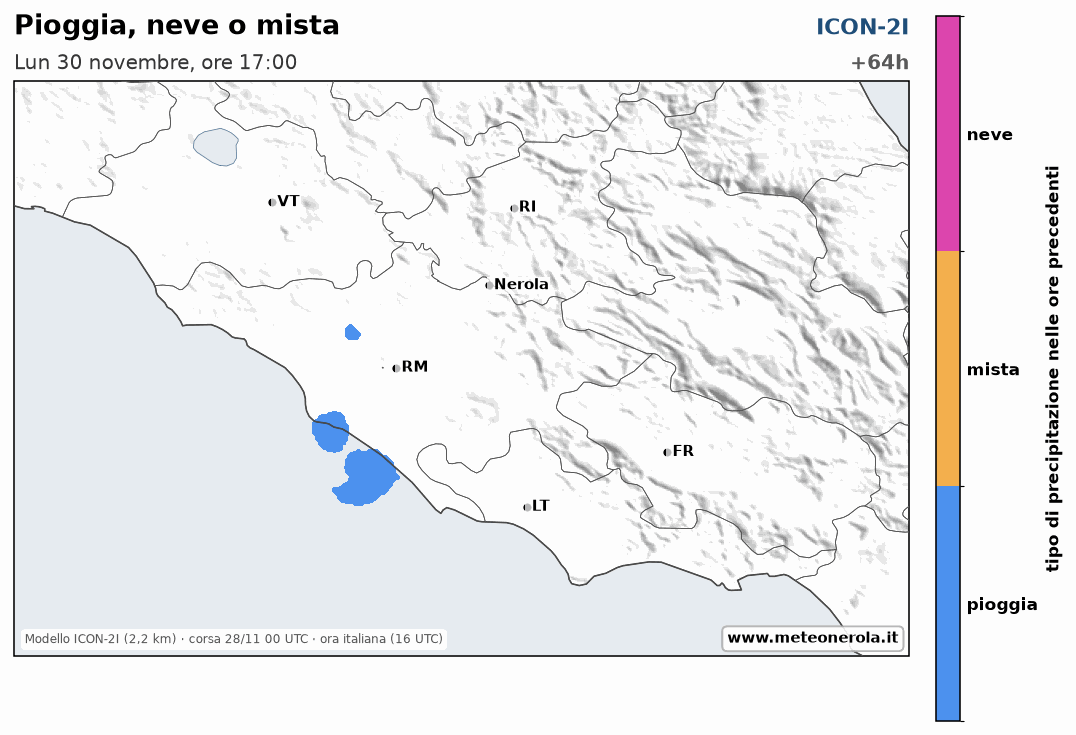 Pioggia, neve o mista
ICON-2I
Lun 30 novembre, ore 17:00
+64h
neve
mista
pioggia
tipo di precipitazione nelle ore precedenti
VT
RI
Nerola
RM
FR
LT
Modello ICON-2I (2,2 km) · corsa 28/11 00 UTC · ora italiana (16 UTC)
www.meteonerola.it